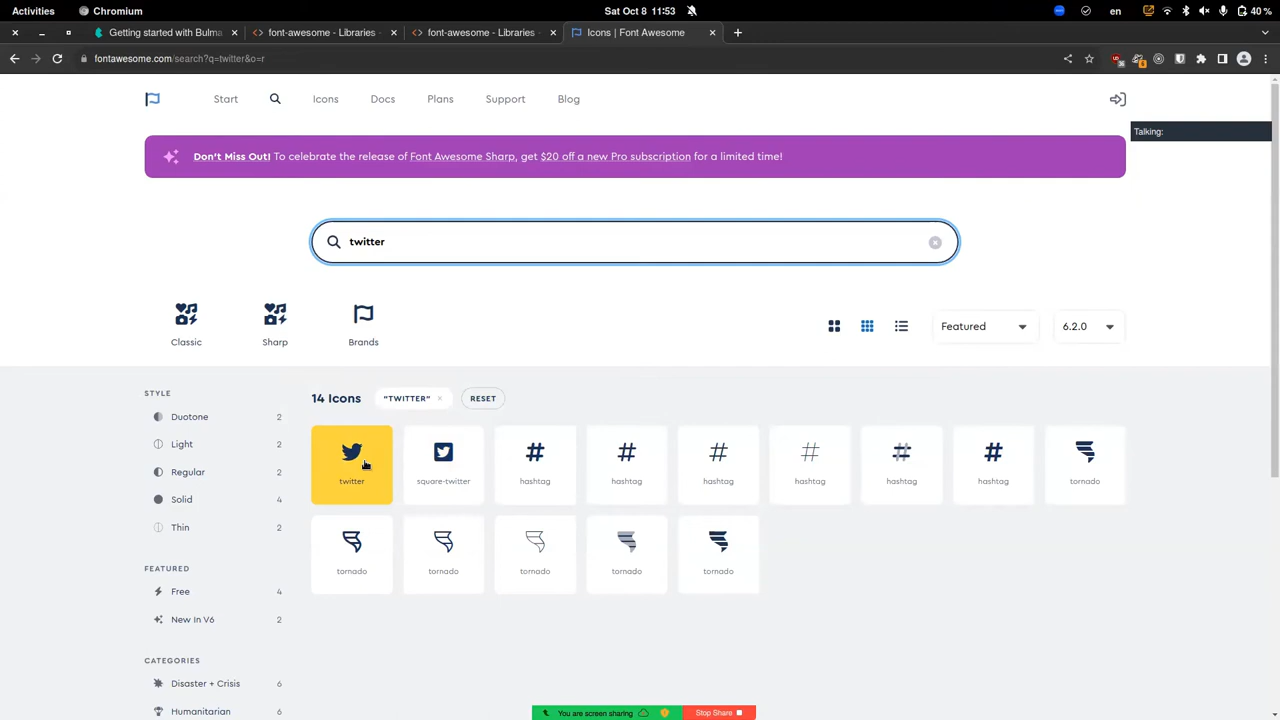 Activities
Chromium
Sat Oct 8 11:53
en
40 %
Getting started with Bulma
font-awesome - Libraries
font-awesome - Libraries
Icons | Font Awesome
fontawesome.com/search?q=twitter&o=r
Start
Icons
Docs
Plans
Support
Blog
Talking:
Don't Miss Out! To celebrate the release of Font Awesome Sharp, get $20 off a new Pro subscription for a limited time!
twitter
Classic
Sharp
Brands
Featured
6.2.0
STYLE
Duotone 2
Light 2
Regular 2
Solid 4
Thin 2
FEATURED
Free 4
New in V6 2
CATEGORIES
Disaster + Crisis 6
Humanitarian 6
14 Icons
"TWITTER" ×
RESET
twitter
square-twitter
hashtag
hashtag
hashtag
hashtag
hashtag
hashtag
tornado
tornado
tornado
tornado
tornado
tornado
You are screen sharing
Stop Share